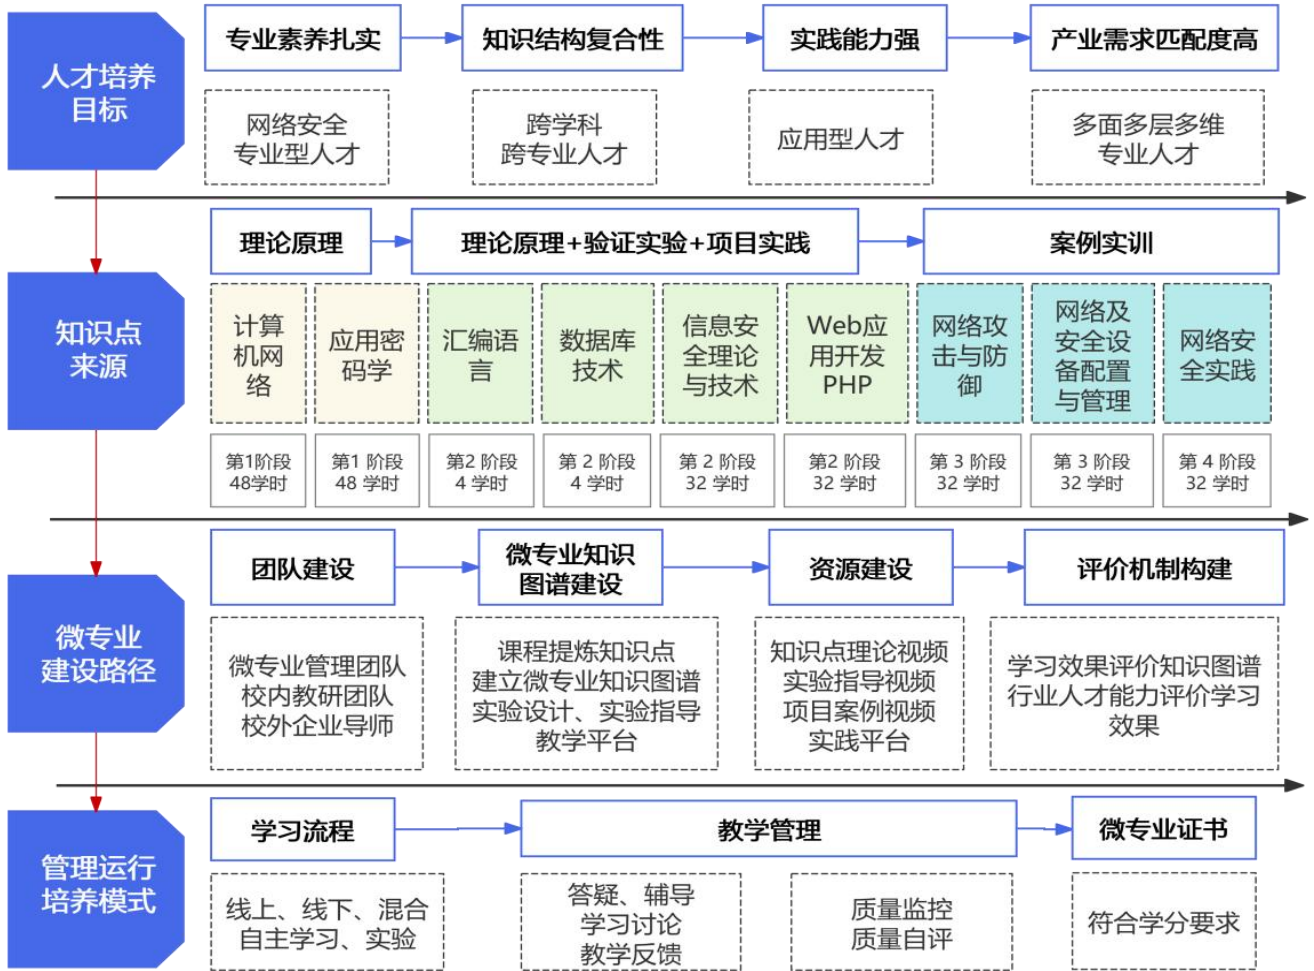 人才培养
目标
专业素养扎实
知识结构复合性
实践能力强
产业需求匹配度高
网络安全
专业型人才
跨学科
跨专业人才
应用型人才
多面多层多维
专业人才
知识点
来源
理论原理
理论原理+验证实验+项目实践
案例实训
计算
机网
络
应用密
码学
汇编语
言
数据库
技术
信息安
全理论
与技术
Web应
用开发
PHP
网络攻
击与防
御
网络及
安全设
备配置
与管理
网络安
全实践
第1阶段
48学时
第1 阶段
48 学时
第2 阶段
4 学时
第 2 阶段
4 学时
第 2 阶段
32 学时
第2 阶段
32 学时
第 3 阶段
32 学时
第 3 阶段
32 学时
第 4 阶段
32 学时
微专业
建设路径
团队建设
微专业知识
图谱建设
资源建设
评价机制构建
微专业管理团队
校内教研团队
校外企业导师
课程提炼知识点
建立微专业知识图谱
实验设计、实验指导
教学平台
知识点理论视频
实验指导视频
项目案例视频
实践平台
学习效果评价知识图谱
行业人才能力评价学习
效果
管理运行
培养模式
学习流程
教学管理
微专业证书
线上、线下、混合
自主学习、实验
答疑、辅导
学习讨论
教学反馈
质量监控
质量自评
符合学分要求